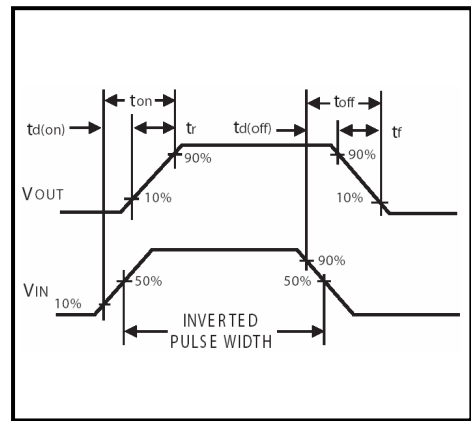 ton
toff
td(on)
tr
td(off)
tf
90%
90%
VOUT
10%
10%
90%
VIN
10%
50%
50%
INVERTED
PULSE WIDTH